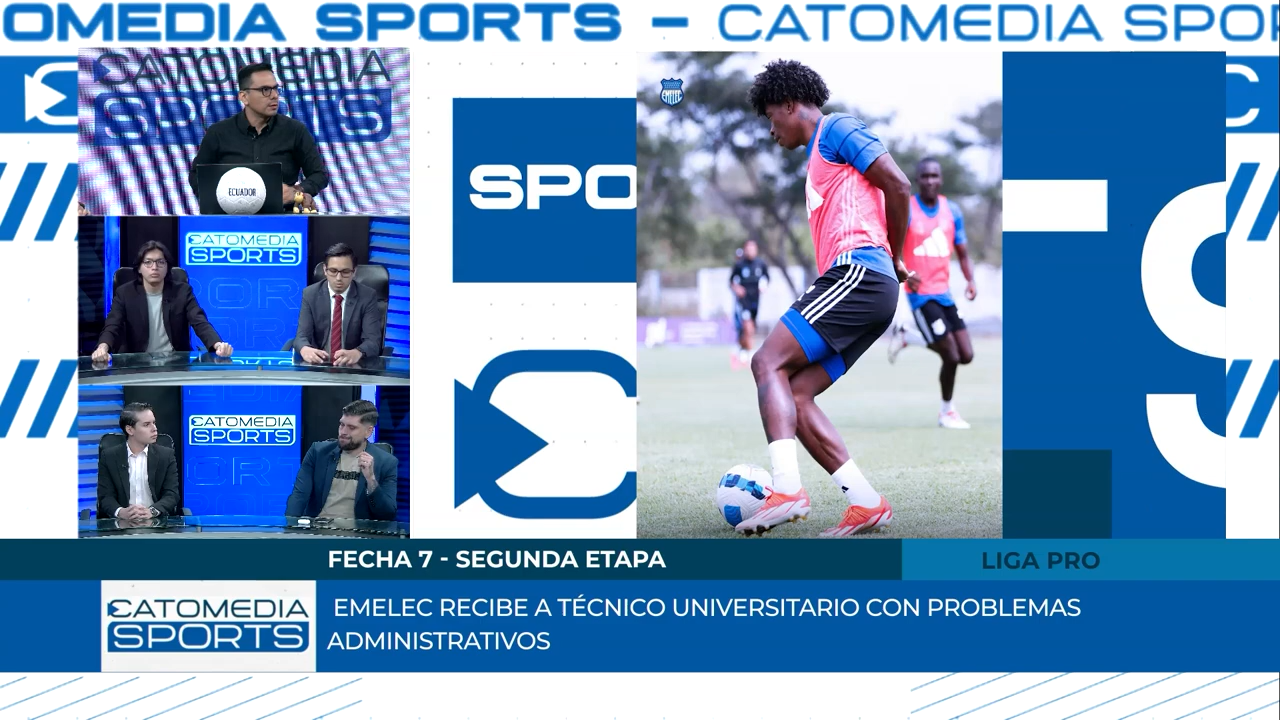 OMEDIA SPORTS – CATOMEDIA SPOR
CATOMEDIA
SPORTS
ECUADOR
CATOMEDIA
SPORTS
CATOMEDIA
SPORTS
SPO
EMELEC
S
FECHA 7 - SEGUNDA ETAPA
LIGA PRO
CATOMEDIA
SPORTS
EMELEC RECIBE A TÉCNICO UNIVERSITARIO CON PROBLEMAS
ADMINISTRATIVOS